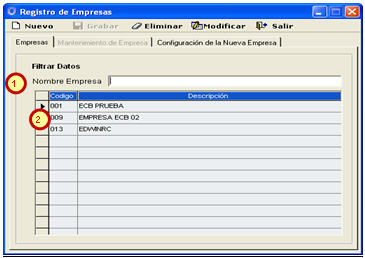 Registro de Empresas
Nuevo Grabar Eliminar Modificar Salir
Empresas Mantenimiento de Empresa Configuración de la Nueva Empresa
Filtrar Datos
1 Nombre Empresa
Codigo Descripción
001 ECB PRUEBA
2 009 EMPRESA ECB 02
013 EDWINRC